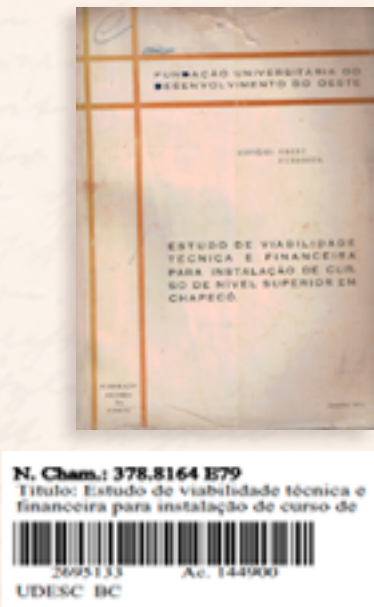 FUNDAÇÃO UNIVERSITARIA DO
DESENVOLVIMENTO DO OESTE
ESTUDO DE VIABILIDADE
TECNICA E FINANCEIRA
PARA INSTALAÇÃO DE CUR-
SO DE NÍVEL SUPERIOR EM
CHAPECÓ.
N. Cham.: 378.8164 E79
Título: Estudo de viabilidade técnica e
financeira para instalação de curso de
2695133 Ac. 144900
UDESC BC